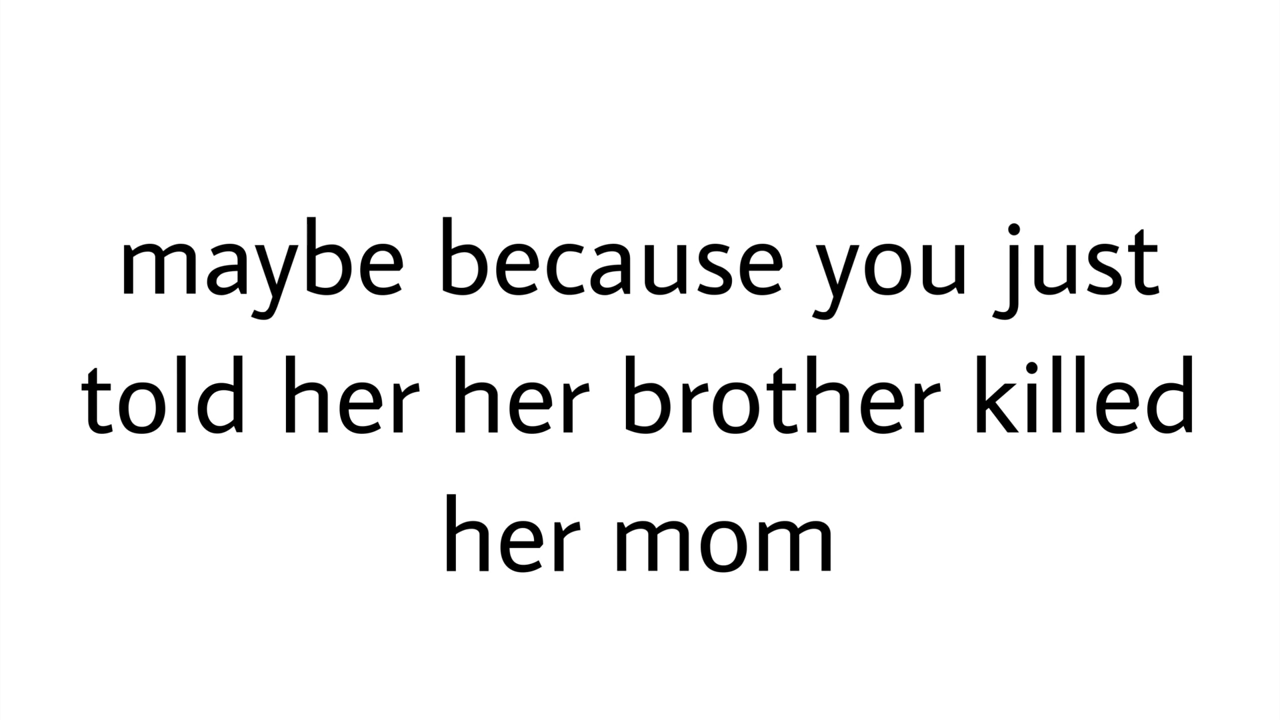 maybe because you just
told her her brother killed
her mom